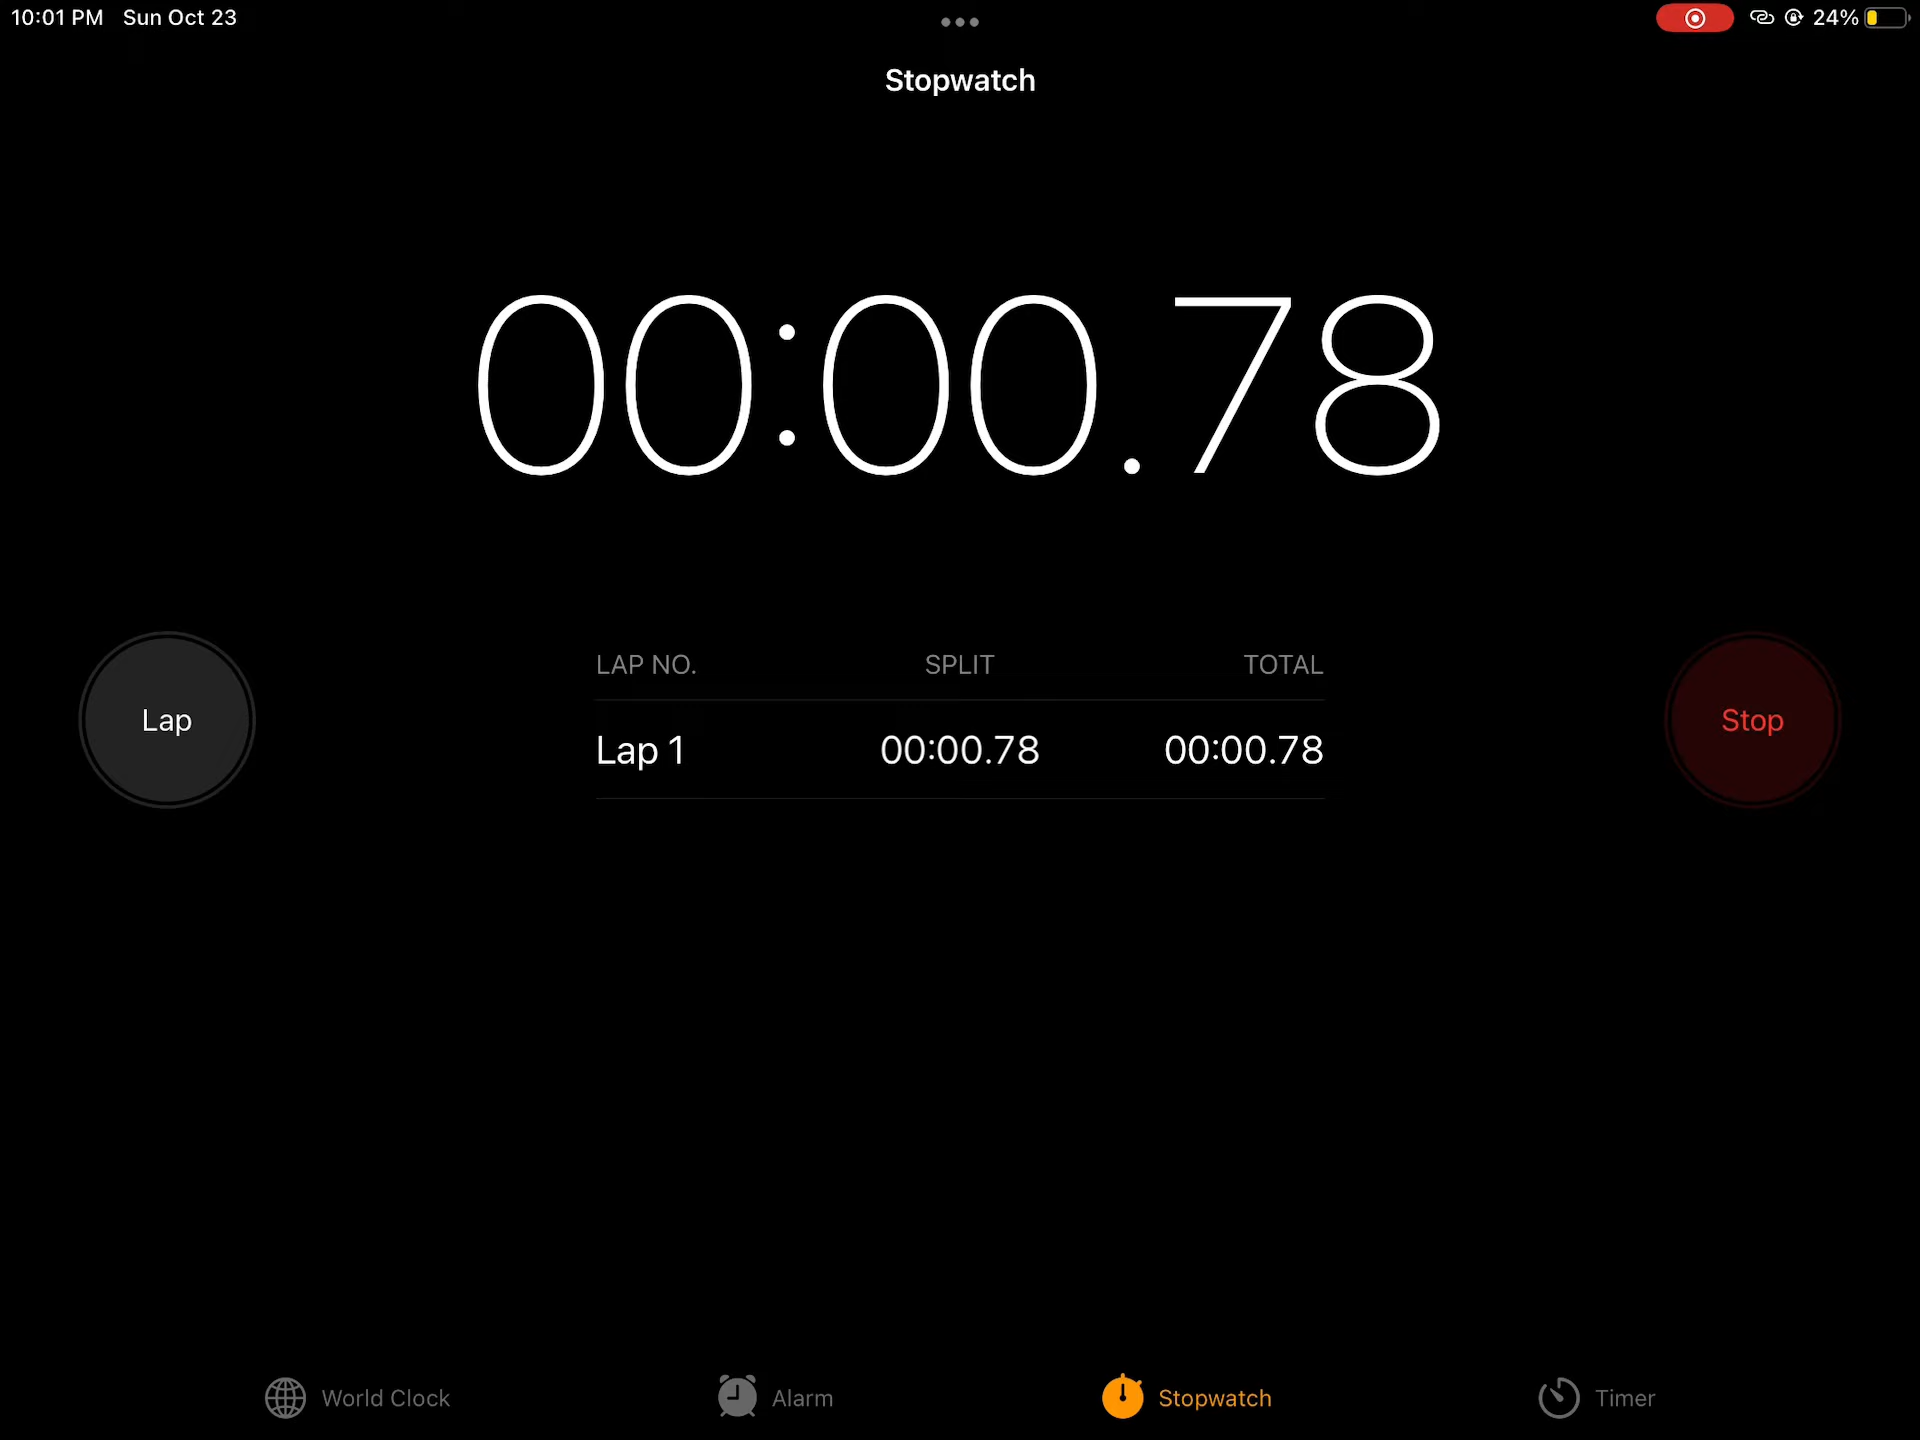 10:01 PM Sun Oct 23
24%
Stopwatch
00:00.78
LAP NO. SPLIT TOTAL
Lap 1 00:00.78 00:00.78
Lap
Stop
World Clock Alarm Stopwatch Timer